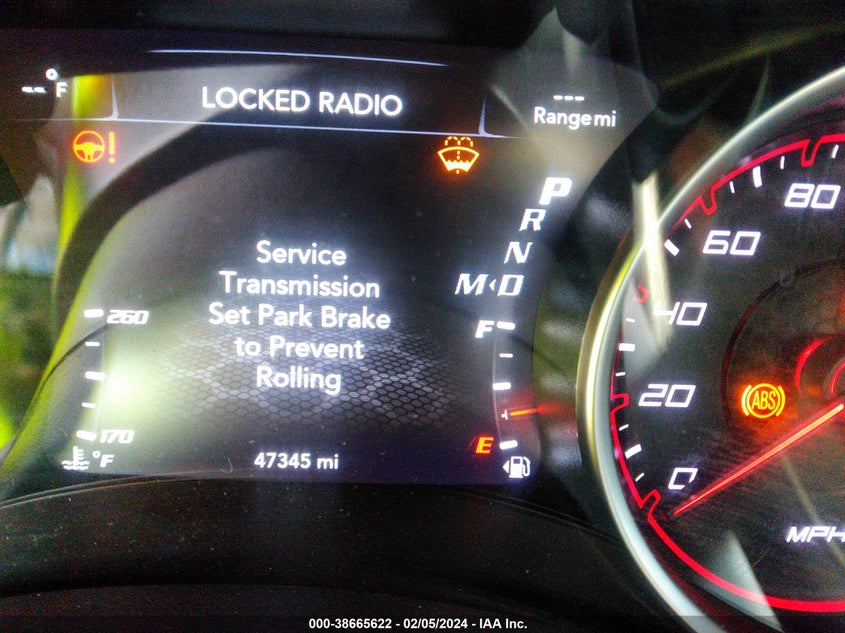 -- °F
LOCKED RADIO
---
Range mi
P
R
N
M D
Service
Transmission
Set Park Brake
to Prevent
Rolling
260
170
°F
F
E
47345 mi
80
60
40
20
0
ABS
MPH
000-38665622 - 02/05/2024 - IAA Inc.